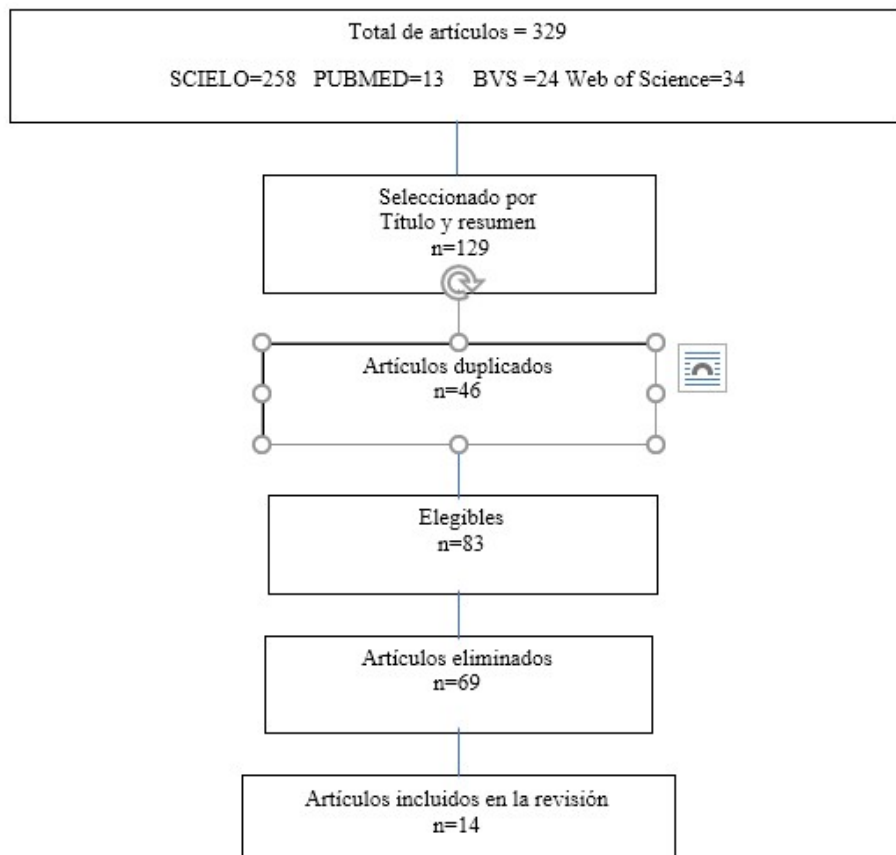 Total de artículos = 329
SCIELO=258 PUBMED=13 BVS =24 Web of Science=34
Seleccionado por
Título y resumen
n=129
Artículos duplicados
n=46
Elegibles
n=83
Artículos eliminados
n=69
Artículos incluidos en la revisión
n=14